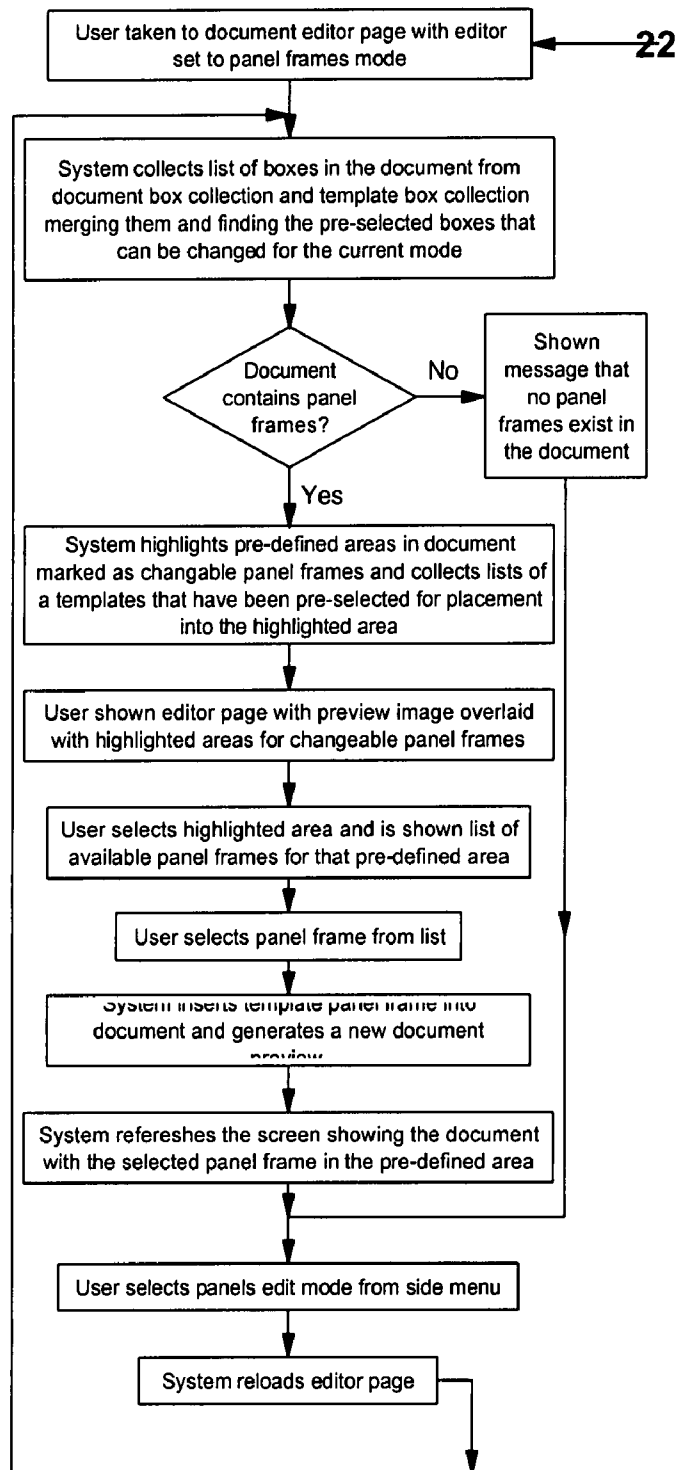 User taken to document editor page with editor
set to panel frames mode
22
System collects list of boxes in the document from
document box collection and template box collection
merging them and finding the pre-selected boxes that
can be changed for the current mode
Document
contains panel
frames?
No
Shown
message that
no panel
frames exist in
the document
Yes
System highlights pre-defined areas in document
marked as changable panel frames and collects lists of
a templates that have been pre-selected for placement
into the highlighted area
User shown editor page with preview image overlaid
with highlighted areas for changeable panel frames
User selects highlighted area and is shown list of
available panel frames for that pre-defined area
User selects panel frame from list
System inserts template panel frame into
document and generates a new document
preview
System refereshes the screen showing the document
with the selected panel frame in the pre-defined area
User selects panels edit mode from side menu
System reloads editor page